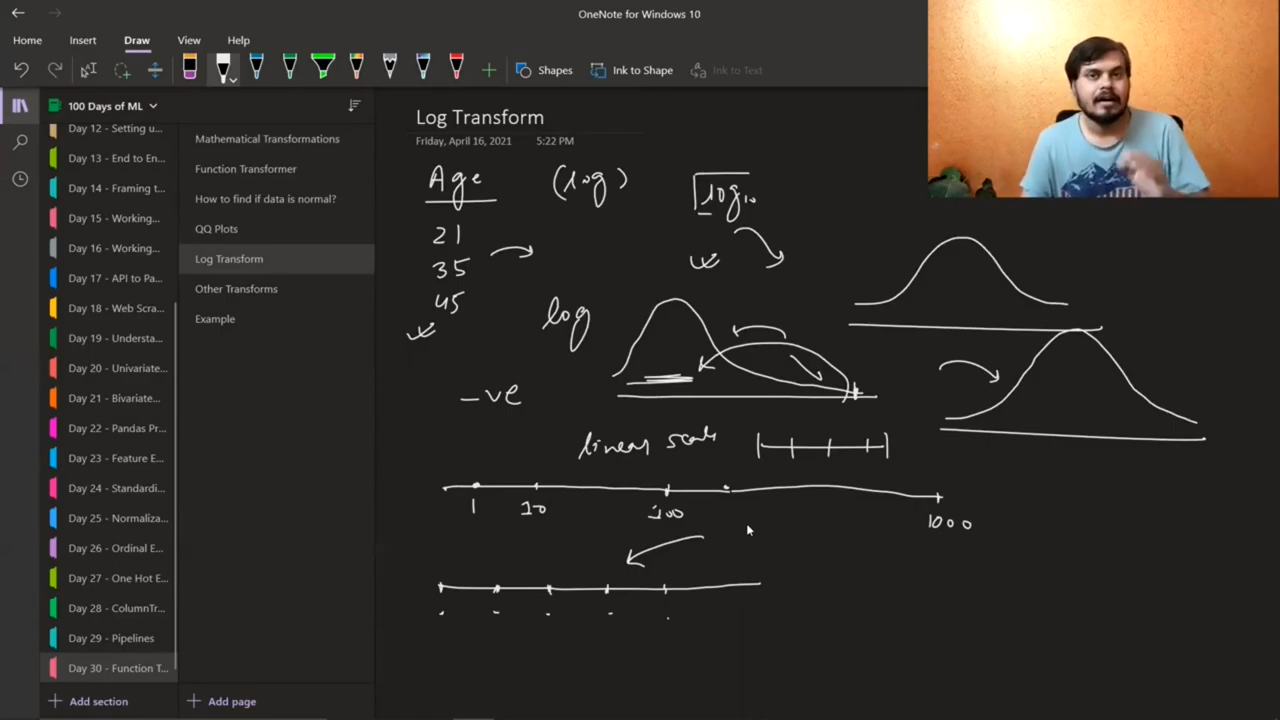 OneNote for Windows 10
Home Insert Draw View Help
Shapes Ink to Shape Ink to Text
100 Days of ML
Day 12 - Setting u...
Day 13 - End to En...
Day 14 - Framing t...
Day 15 - Working...
Day 16 - Working...
Day 17 - API to Pa...
Day 18 - Web Scra...
Day 19 - Understa...
Day 20 - Univariate...
Day 21 - Bivariate...
Day 22 - Pandas Pr...
Day 23 - Feature E...
Day 24 - Standardi...
Day 25 - Normaliza...
Day 26 - Ordinal E...
Day 27 - One Hot E...
Day 28 - ColumnTr...
Day 29 - Pipelines
Day 30 - Function T...
Add section
Mathematical Transformations
Function Transformer
How to find if data is normal?
QQ Plots
Log Transform
Other Transforms
Example
Add page
Log Transform
Friday, April 16, 2021 5:22 PM
Age (log) log10
21
35
45
log
-ve
linear scale
1 10 100 1000